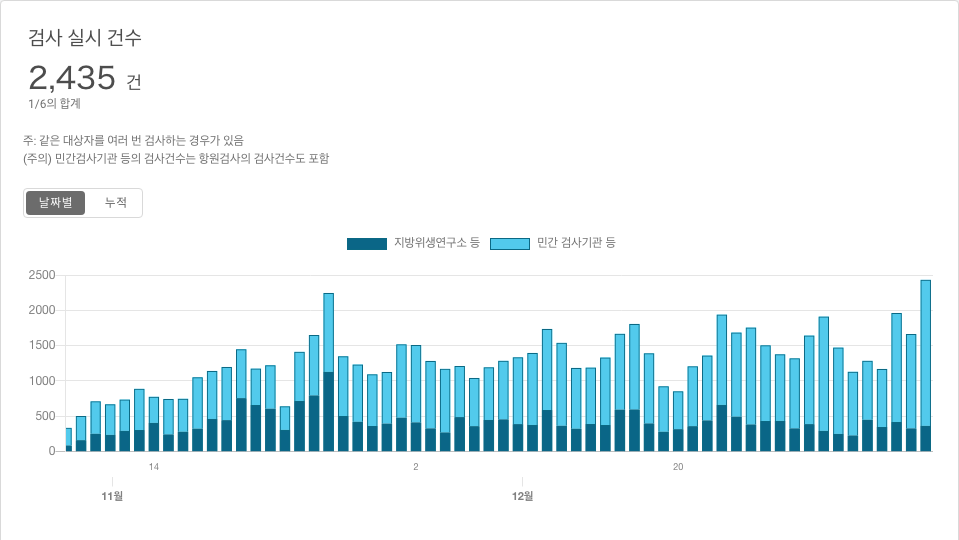 검사 실시 건수
2,435 건
1/6의 합계
주: 같은 대상자를 여러 번 검사하는 경우가 있음
(주의) 민간검사기관 등의 검사건수는 항원검사의 검사건수도 포함
날짜별 누적
지방위생연구소 등 민간 검사기관 등
2500
2000
1500
1000
500
0
14 2 20
11월 12월